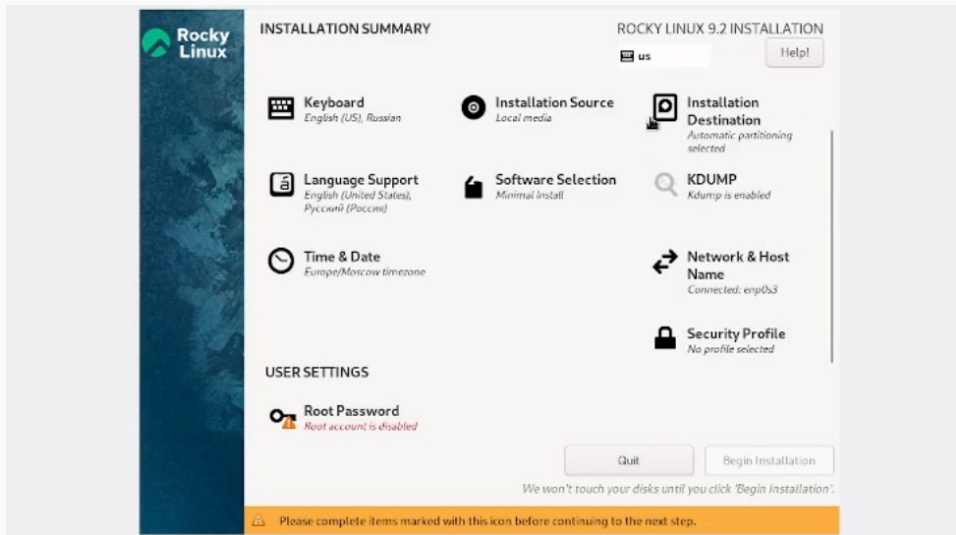 Rocky
Linux
INSTALLATION SUMMARY
ROCKY LINUX 9.2 INSTALLATION
us
Help!
Keyboard
English (US), Russian
Installation Source
Local media
Installation
Destination
Automatic partitioning
selected
Language Support
English (United States),
Русский (Россия)
Software Selection
Minimal Install
KDUMP
Kdump is enabled
Time & Date
Europe/Moscow timezone
Network & Host
Name
Connected: enp0s3
Security Profile
No profile selected
USER SETTINGS
Root Password
Root account is disabled
Quit
Begin Installation
We won't touch your disks until you click 'Begin Installation'.
Please complete items marked with this icon before continuing to the next step.